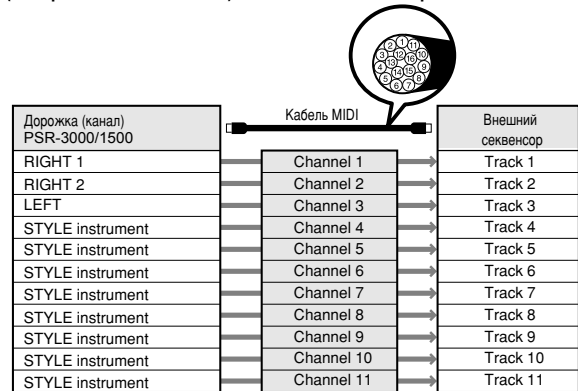 Кабель MIDI
Дорожка (канал)
PSR-3000/1500
Внешний
секвенсор
RIGHT 1 Channel 1 Track 1
RIGHT 2 Channel 2 Track 2
LEFT Channel 3 Track 3
STYLE instrument Channel 4 Track 4
STYLE instrument Channel 5 Track 5
STYLE instrument Channel 6 Track 6
STYLE instrument Channel 7 Track 7
STYLE instrument Channel 8 Track 8
STYLE instrument Channel 9 Track 9
STYLE instrument Channel 10 Track 10
STYLE instrument Channel 11 Track 11